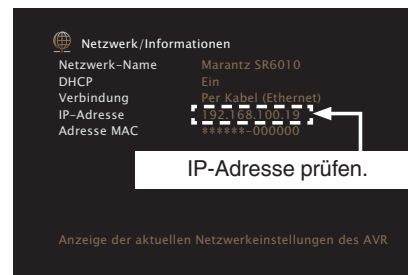 Netzwerk/Informationen
Netzwerk-Name Marantz SR6010
DHCP Ein
Verbindung Per Kabel (Ethernet)
IP-Adresse 192.168.100.19
Adresse MAC ******-000000
IP-Adresse prüfen.
Anzeige der aktuellen Netzwerkeinstellungen des AVR